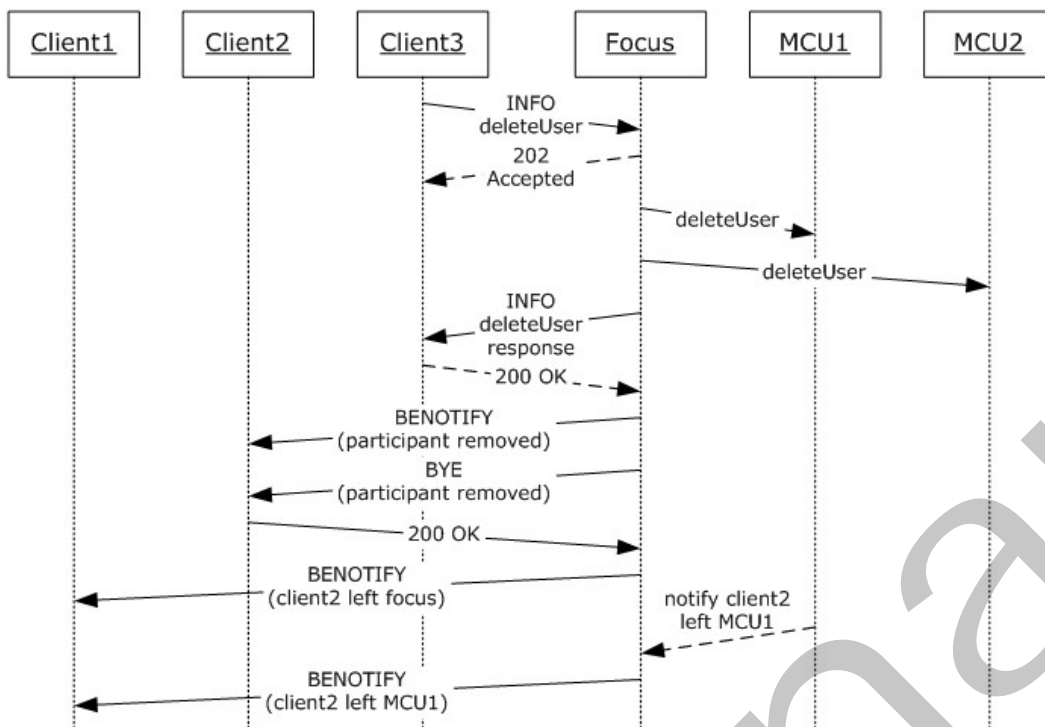 Client1 Client2 Client3 Focus MCU1 MCU2
INFO
deleteUser
202
Accepted
deleteUser
deleteUser
INFO
deleteUser
response
200 OK
BENOTIFY
(participant removed)
BYE
(participant removed)
200 OK
BENOTIFY
(client2 left focus)
notify client2
left MCU1
BENOTIFY
(client2 left MCU1)